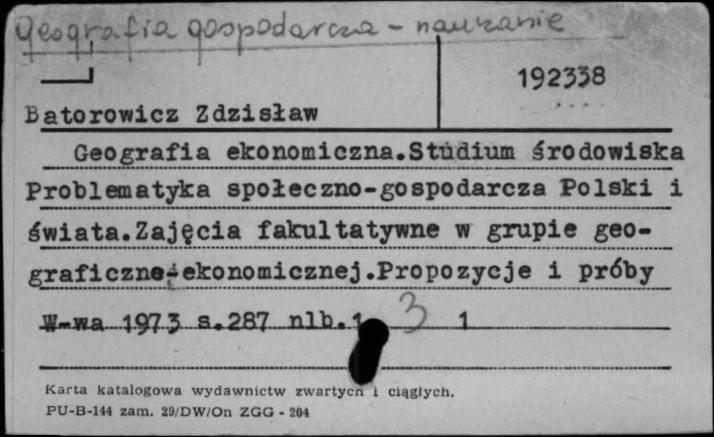 Geografia gospodarcza - nauczanie
192338
Batorowicz Zdzisław
Geografia ekonomiczna.Studium środowiska
Problematyka społeczno-gospodarcza Polski i
świata.Zajęcia fakultatywne w grupie geo-
graficzne-ekonomicznej.Propozycje i próby
W-wa 1973 s.287 nlb.1 3 1
Karta katalogowa wydawnictw zwartych i ciągłych.
PU-B-144 zam. 29/DW/On ZGG - 204